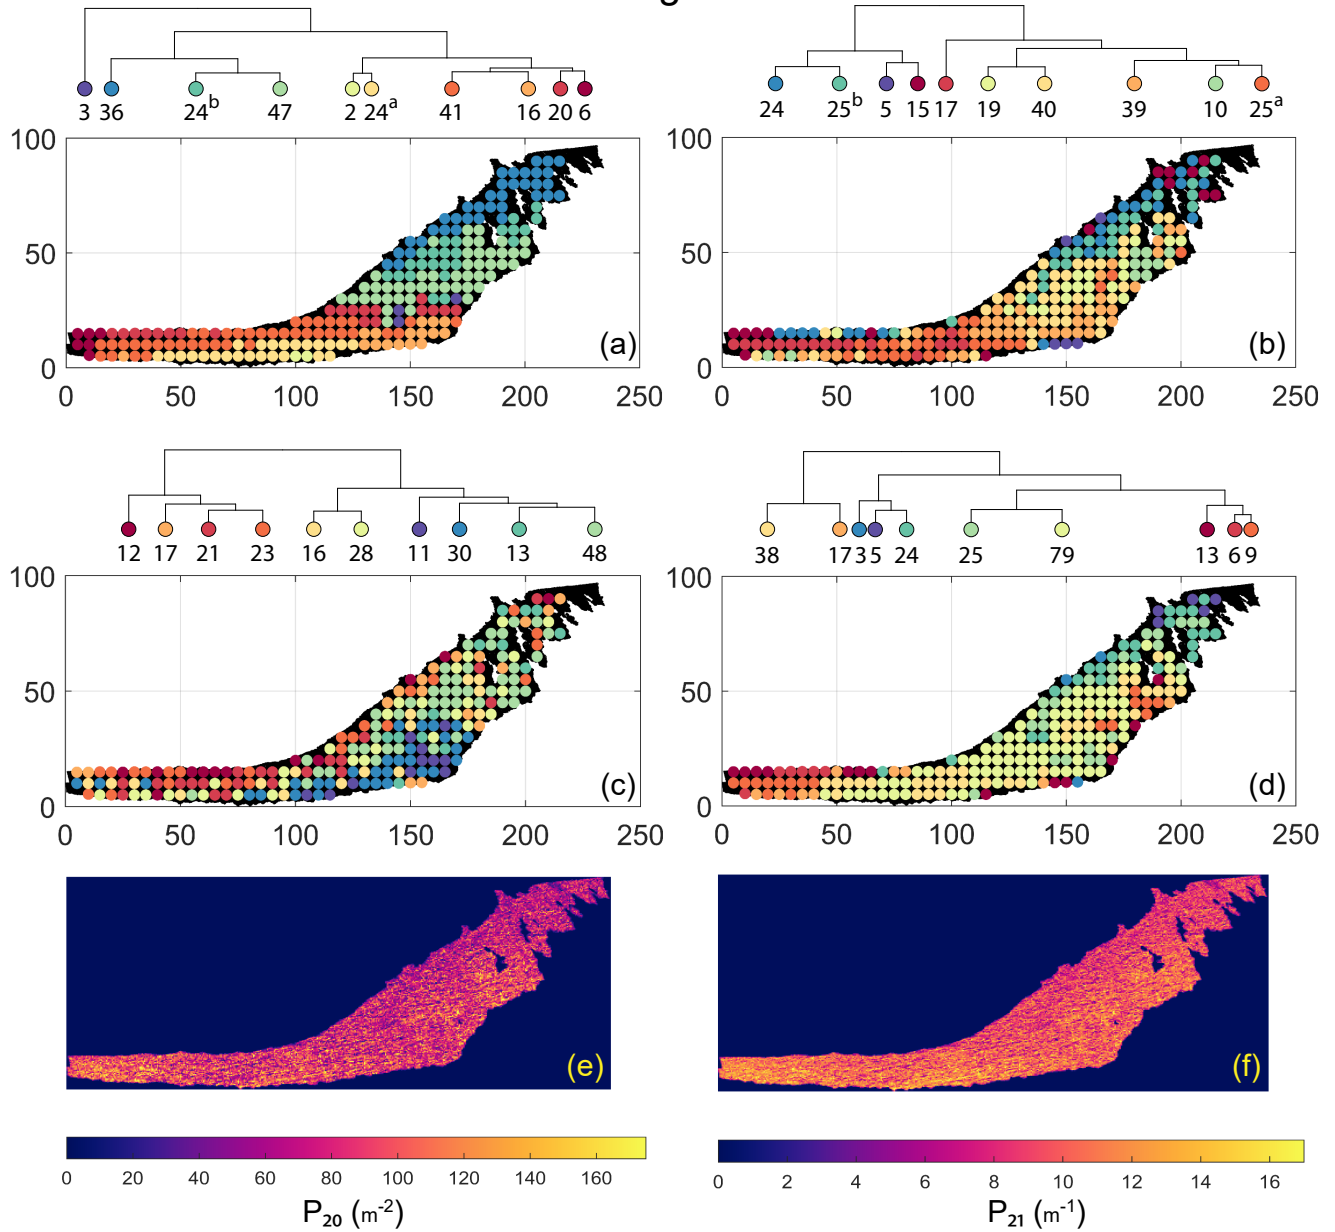 g
3 36 24b 47 2 24a 41 16 20 6
24 25b 5 15 17 19 40 39 10 25a
100
50
0
(a)
0 50 100 150 200 250
100
50
0
(b)
0 50 100 150 200 250
12 17 21 23 16 28 11 30 13 48
38 17 3 5 24 25 79 13 6 9
100
50
0
(c)
0 50 100 150 200 250
100
50
0
(d)
0 50 100 150 200 250
(e)
(f)
0 20 40 60 80 100 120 140 160
P20 (m-2)
0 2 4 6 8 10 12 14 16
P21 (m-1)